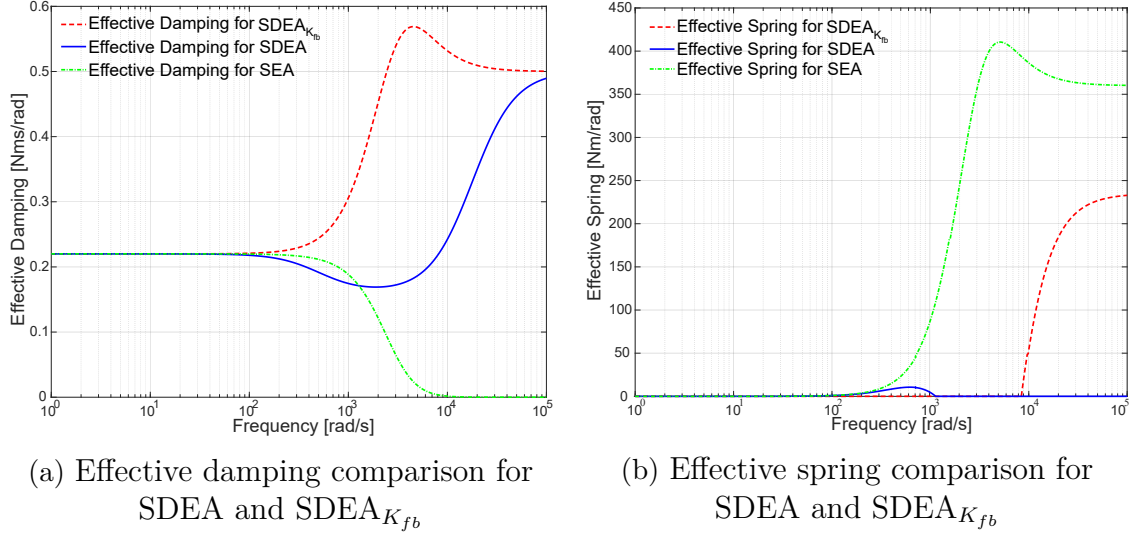 0.6
0.5
0.4
0.3
0.2
0.1
0
Effective Damping [Nms/rad]
Effective Damping for SDEA_{K_{fb}}
Effective Damping for SDEA
Effective Damping for SEA
10^0 10^1 10^2 10^3 10^4 10^5
Frequency [rad/s]
(a) Effective damping comparison for
SDEA and SDEA_{K_{fb}}
450
400
350
300
250
200
150
100
50
0
Effective Spring [Nm/rad]
Effective Spring for SDEA_{K_{fb}}
Effective Spring for SDEA
Effective Spring for SEA
10^0 10^1 10^2 10^3 10^4 10^5
Frequency [rad/s]
(b) Effective spring comparison for
SDEA and SDEA_{K_{fb}}